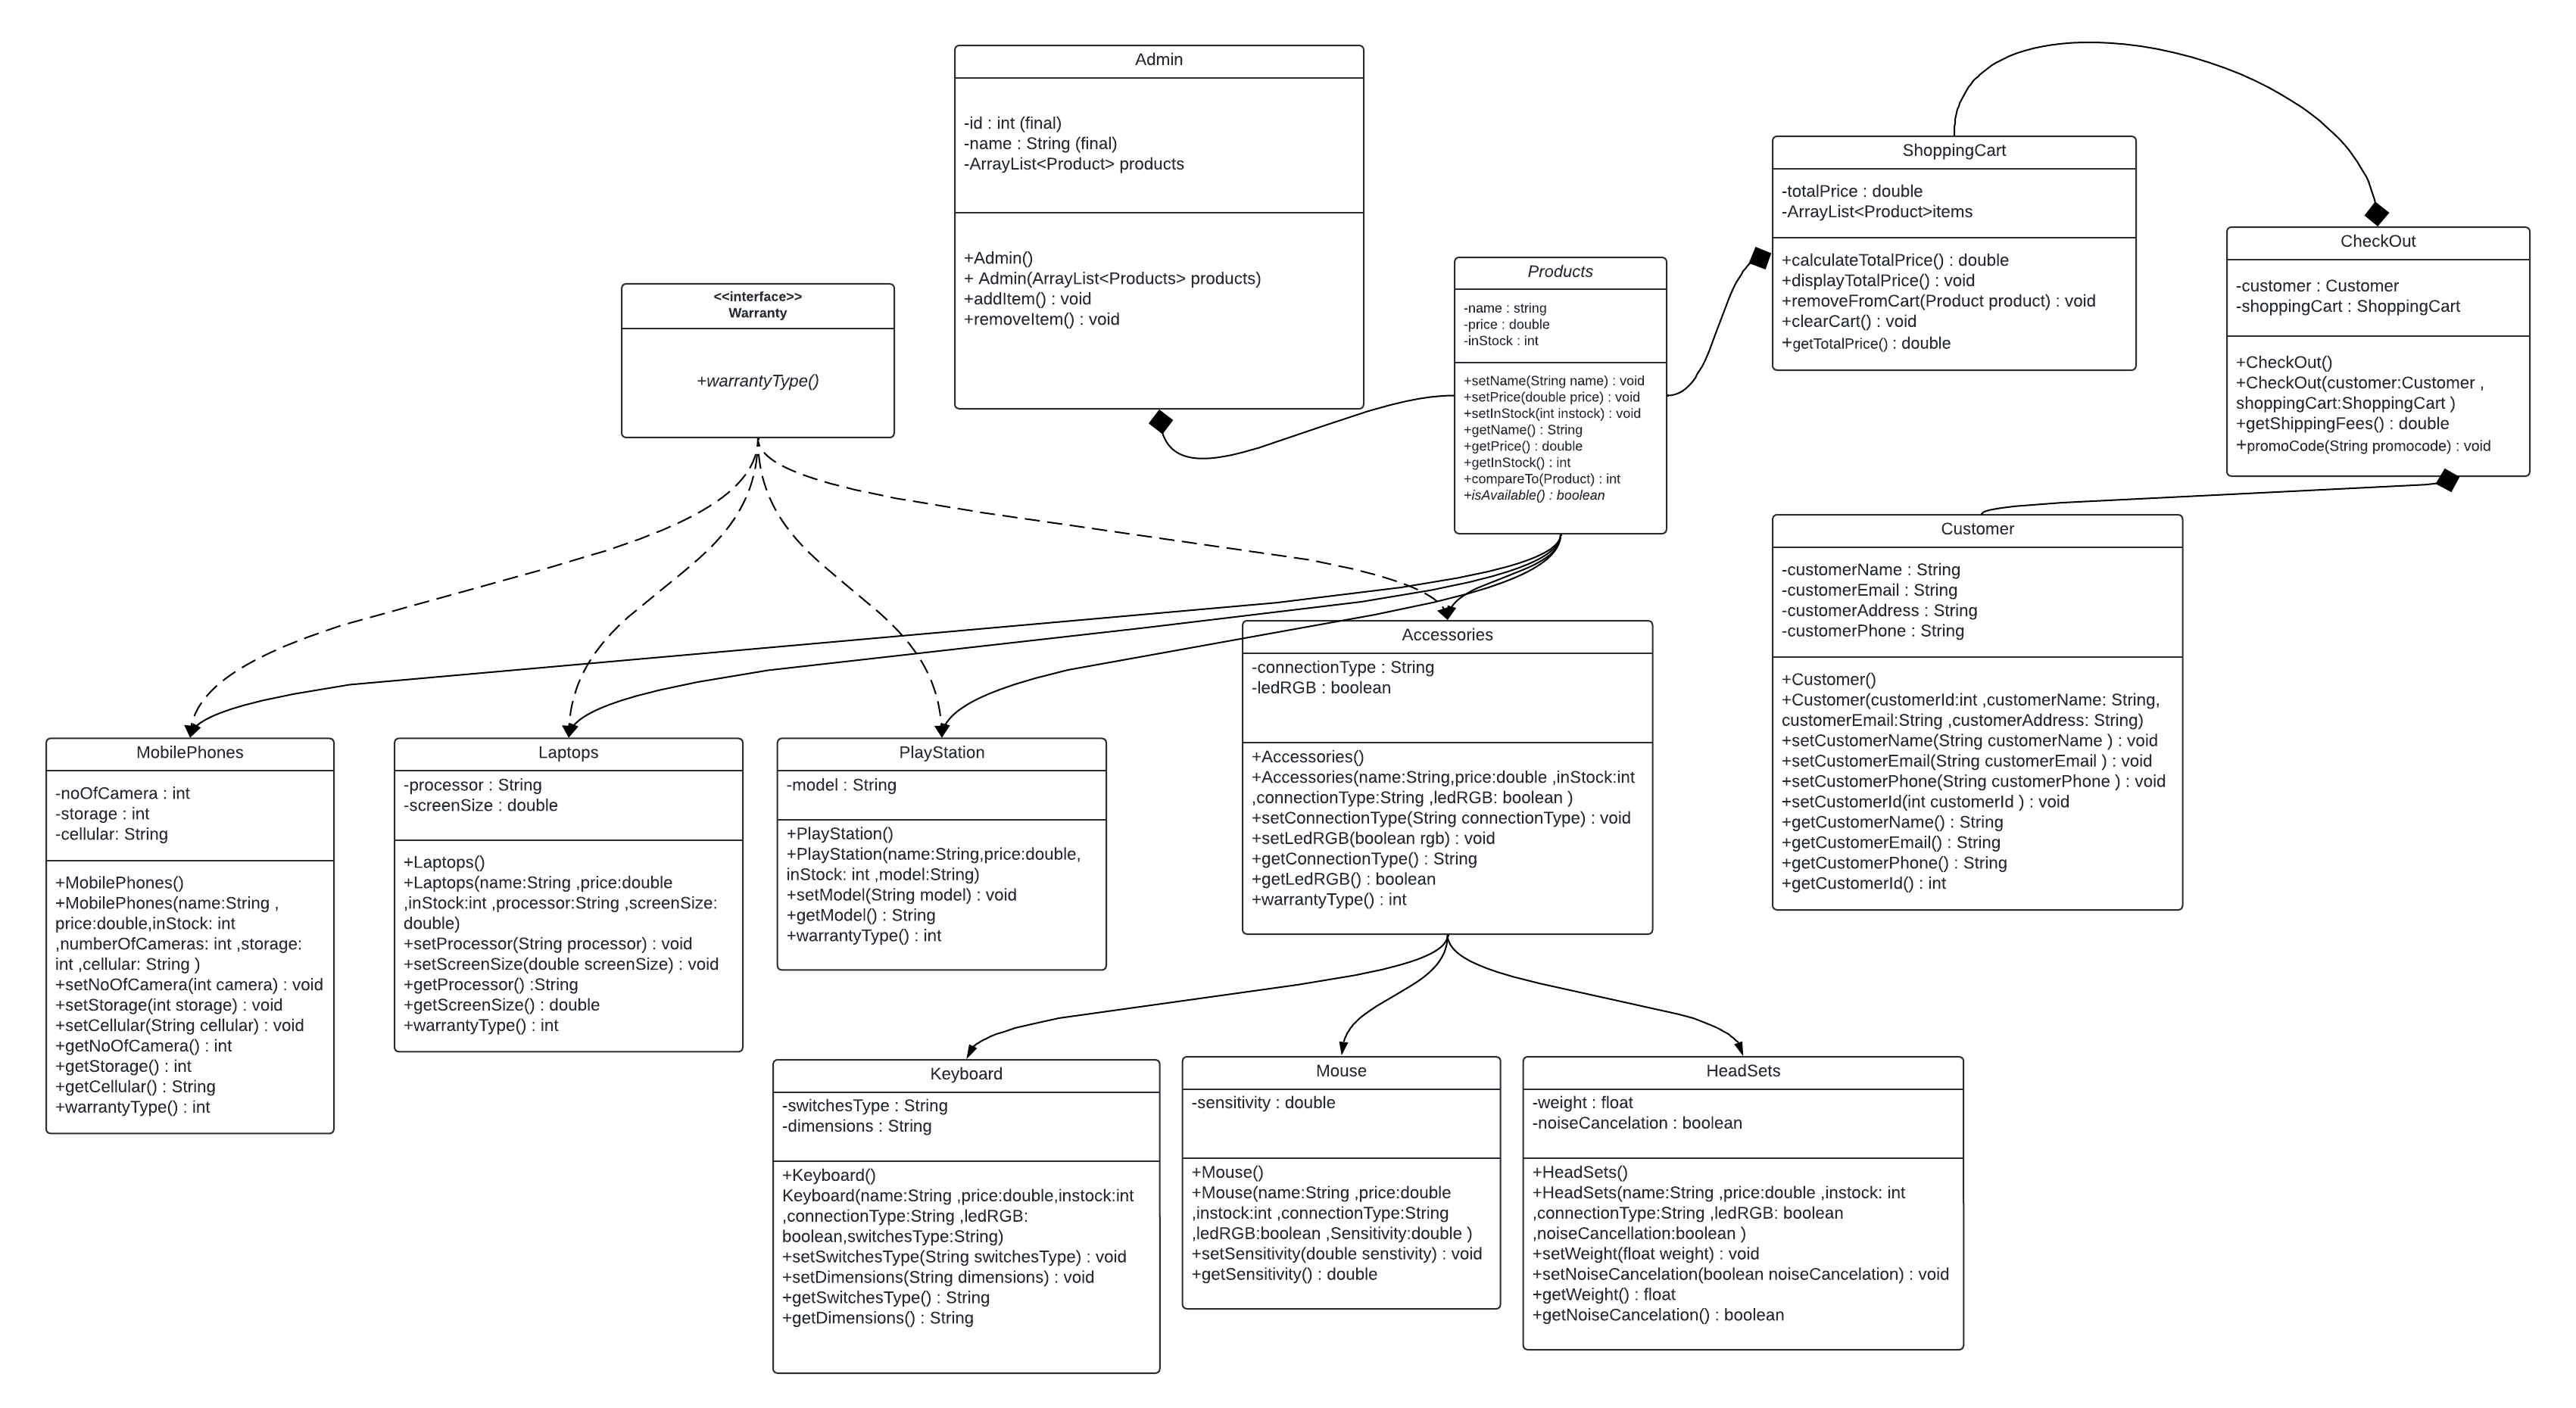 Admin
-id : int (final)
-name : String (final)
-ArrayList<Product> products
+Admin()
+ Admin(ArrayList<Products> products)
+addItem() : void
+removeItem() : void
ShoppingCart
-totalPrice : double
-ArrayList<Product>items
+calculateTotalPrice() : double
+displayTotalPrice() : void
+removeFromCart(Product product) : void
+clearCart() : void
+getTotalPrice() : double
CheckOut
-customer : Customer
-shoppingCart : ShoppingCart
+CheckOut()
+CheckOut(customer:Customer ,
shoppingCart:ShoppingCart )
+getShippingFees() : double
+promoCode(String promocode) : void
Products
-name : string
-price : double
-inStock : int
+setName(String name) : void
+setPrice(double price) : void
+setInStock(int instock) : void
+getName() : String
+getPrice() : double
+getInStock() : int
+compareTo(Product) : int
+isAvailable() : boolean
<<interface>>
Warranty
+warrantyType()
Customer
-customerName : String
-customerEmail : String
-customerAddress : String
-customerPhone : String
+Customer()
+Customer(customerId:int ,customerName: String,
customerEmail:String ,customerAddress: String)
+setCustomerName(String customerName ) : void
+setCustomerEmail(String customerEmail ) : void
+setCustomerPhone(String customerPhone ) : void
+setCustomerId(int customerId ) : void
+getCustomerName() : String
+getCustomerEmail() : String
+getCustomerPhone() : String
+getCustomerId() : int
MobilePhones
-noOfCamera : int
-storage : int
-cellular: String
+MobilePhones()
+MobilePhones(name:String ,
price:double,inStock: int
,numberOfCameras: int ,storage:
int ,cellular: String )
+setNoOfCamera(int camera) : void
+setStorage(int storage) : void
+setCellular(String cellular) : void
+getNoOfCamera() : int
+getStorage() : int
+getCellular() : String
+warrantyType() : int
Laptops
-processor : String
-screenSize : double
+Laptops()
+Laptops(name:String ,price:double
,inStock:int ,processor:String ,screenSize:
double)
+setProcessor(String processor) : void
+setScreenSize(double screenSize) : void
+getProcessor() :String
+getScreenSize() : double
+warrantyType() : int
PlayStation
-model : String
+PlayStation()
+PlayStation(name:String,price:double,
inStock: int ,model:String)
+setModel(String model) : void
+getModel() : String
+warrantyType() : int
Accessories
-connectionType : String
-ledRGB : boolean
+Accessories()
+Accessories(name:String,price:double ,inStock:int
,connectionType:String ,ledRGB: boolean )
+setConnectionType(String connectionType) : void
+setLedRGB(boolean rgb) : void
+getConnectionType() : String
+getLedRGB() : boolean
+warrantyType() : int
Keyboard
-switchesType : String
-dimensions : String
+Keyboard()
Keyboard(name:String ,price:double,instock:int
,connectionType:String ,ledRGB:
boolean,switchesType:String)
+setSwitchesType(String switchesType) : void
+setDimensions(String dimensions) : void
+getSwitchesType() : String
+getDimensions() : String
Mouse
-sensitivity : double
+Mouse()
+Mouse(name:String ,price:double
,instock:int ,connectionType:String
,ledRGB:boolean ,Sensitivity:double )
+setSensitivity(double senstivity) : void
+getSensitivity() : double
HeadSets
-weight : float
-noiseCancelation : boolean
+HeadSets()
+HeadSets(name:String ,price:double ,instock: int
,connectionType:String ,ledRGB: boolean
,noiseCancellation:boolean )
+setWeight(float weight) : void
+setNoiseCancelation(boolean noiseCancelation) : void
+getWeight() : float
+getNoiseCancelation() : boolean